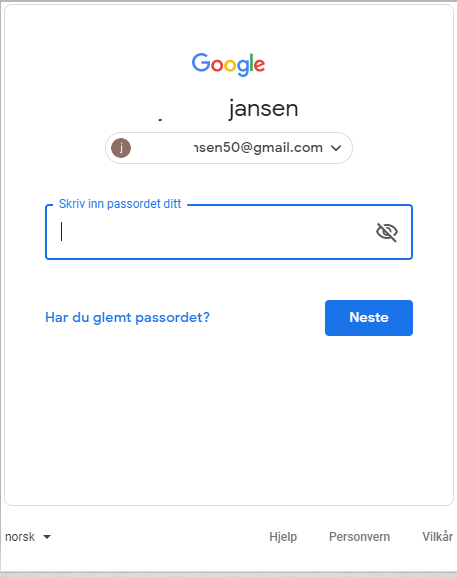 Google
jansen
j
nsen50@gmail.com
Skriv inn passordet ditt
Har du glemt passordet?
Neste
norsk
Hjelp
Personvern
Vilkår